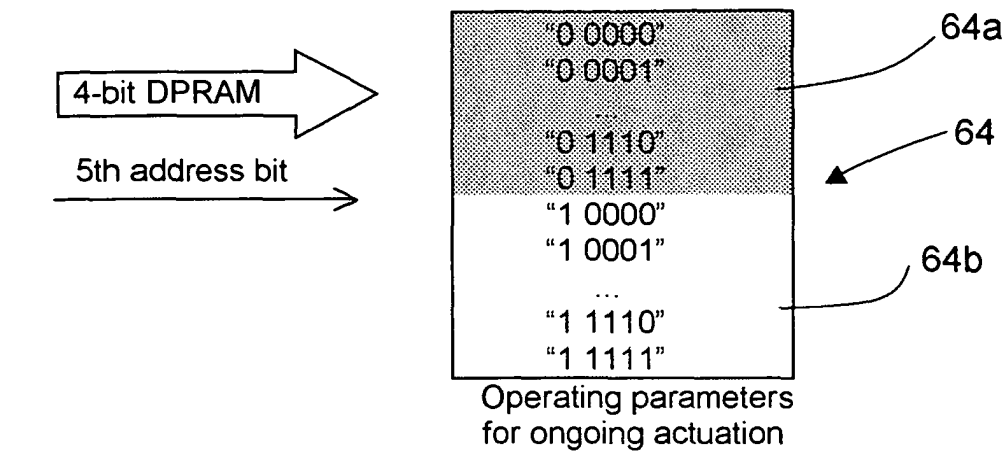 "0 0000"
64a
4-bit DPRAM
"0 0001"
...
"0 1110"
64
5th address bit
"0 1111"
"1 0000"
"1 0001"
64b
...
"1 1110"
"1 1111"
Operating parameters
for ongoing actuation